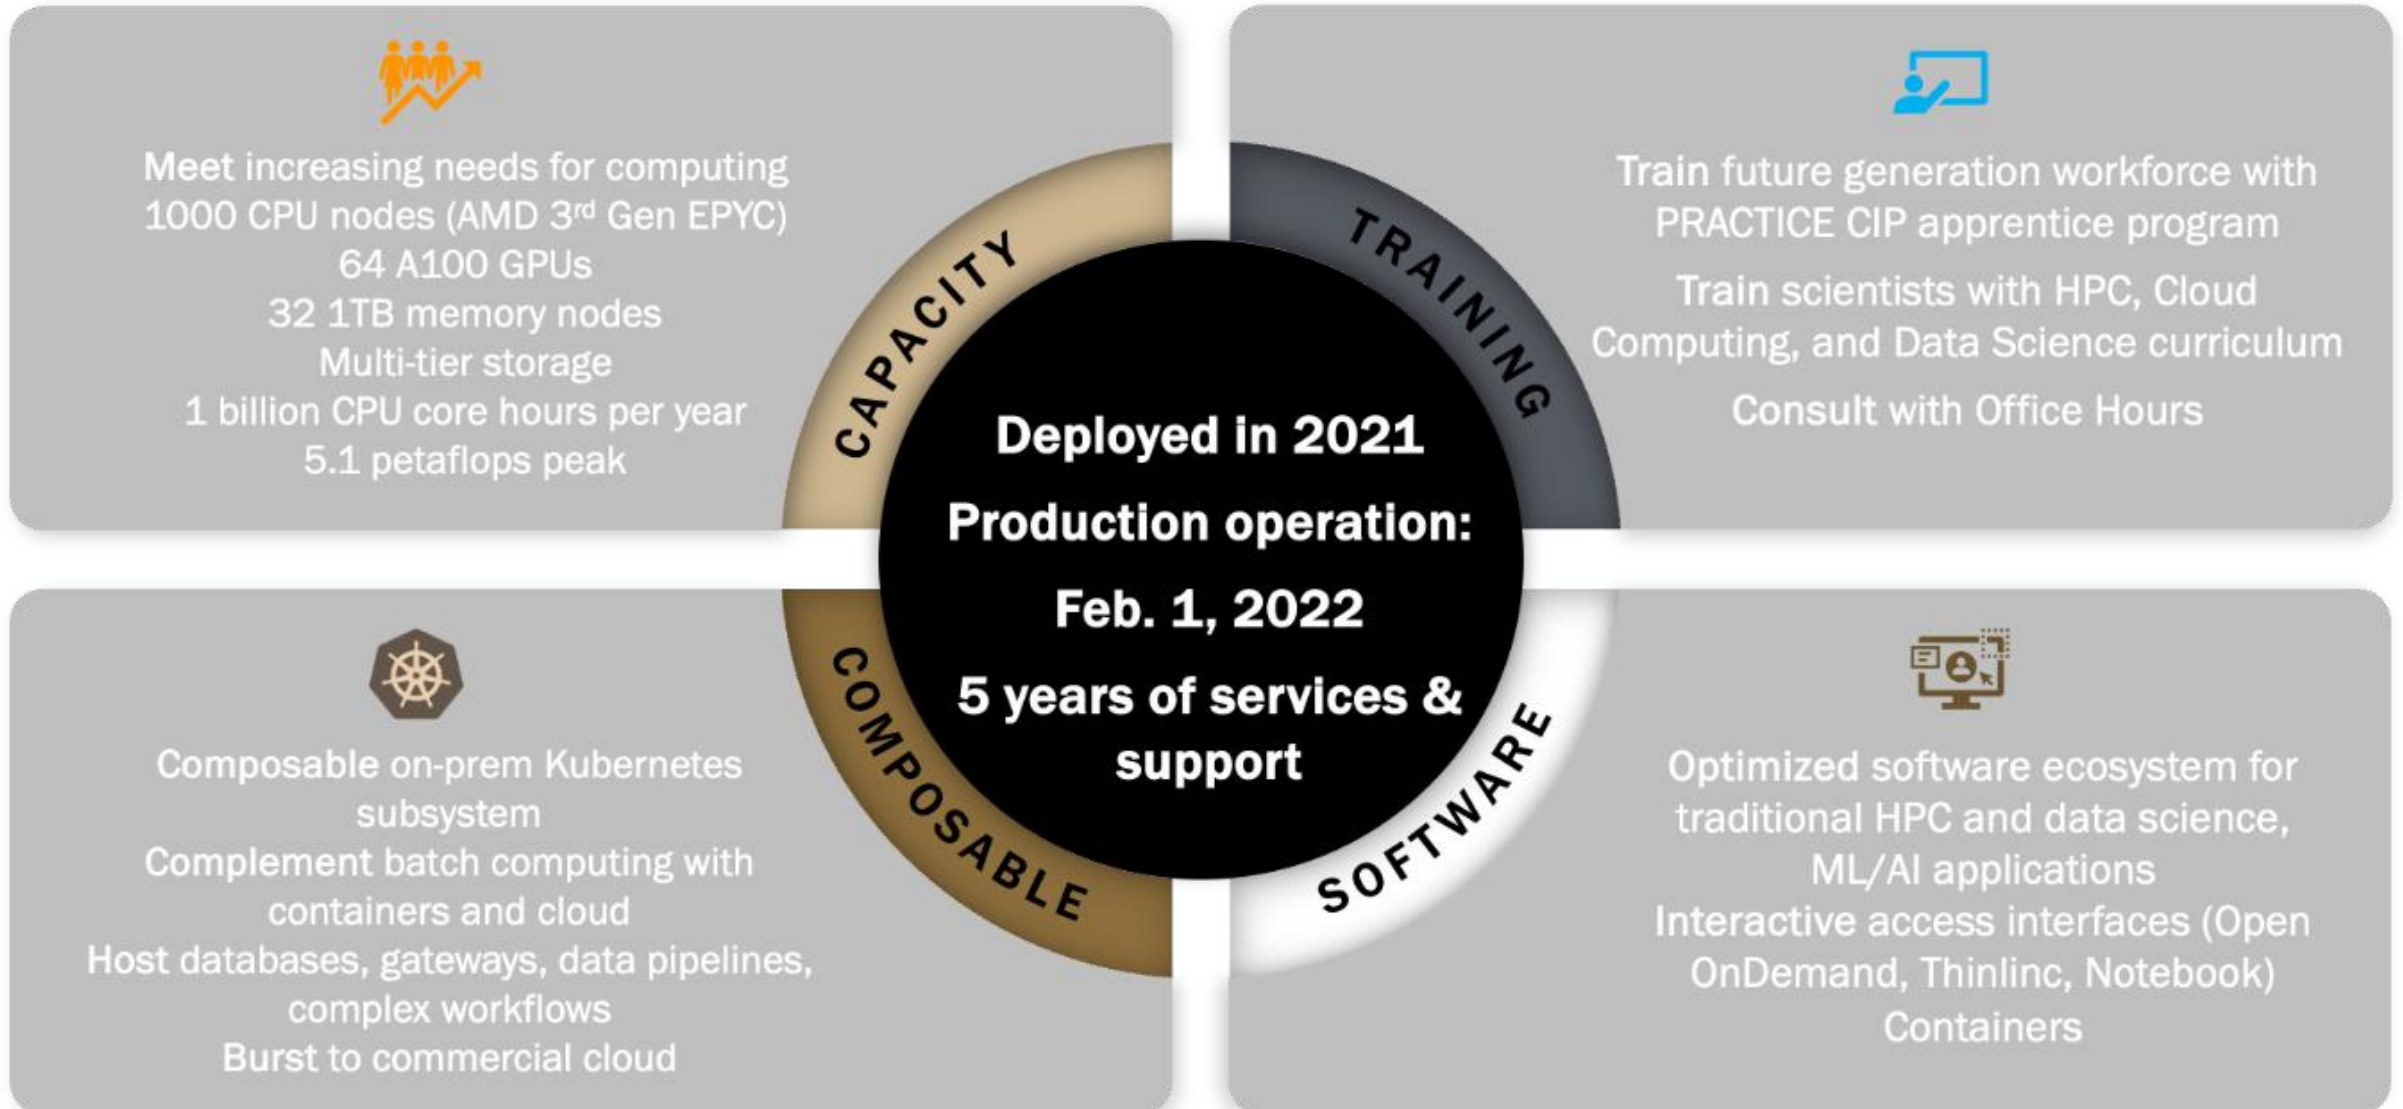 Meet increasing needs for computing
1000 CPU nodes (AMD 3rd Gen EPYC)
64 A100 GPUs
32 1TB memory nodes
Multi-tier storage
1 billion CPU core hours per year
5.1 petaflops peak
CAPACITY
Train future generation workforce with
PRACTICE CIP apprentice program
Train scientists with HPC, Cloud
Computing, and Data Science curriculum
Consult with Office Hours
TRAINING
Deployed in 2021
Production operation:
Feb. 1, 2022
5 years of services &
support
Composable on-prem Kubernetes
subsystem
Complement batch computing with
containers and cloud
Host databases, gateways, data pipelines,
complex workflows
Burst to commercial cloud
COMPOSABLE
Optimized software ecosystem for
traditional HPC and data science,
ML/AI applications
Interactive access interfaces (Open
OnDemand, Thinlinc, Notebook)
Containers
SOFTWARE